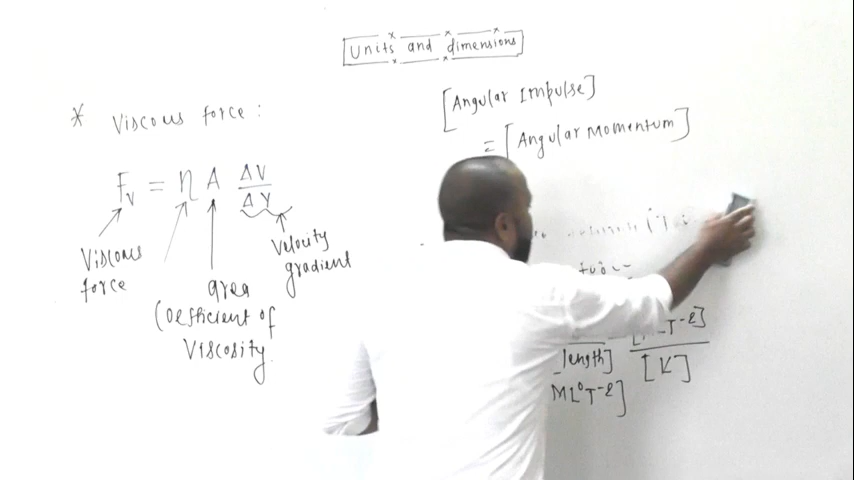 Units and dimensions
* Viscous force :
Fv = η A ΔV/ΔY
Viscous force
area
Coefficient of Viscosity
Velocity gradient
[Angular Impulse]
= [Angular Momentum]
length]
T-2]
[K]
ML⁰T-2]